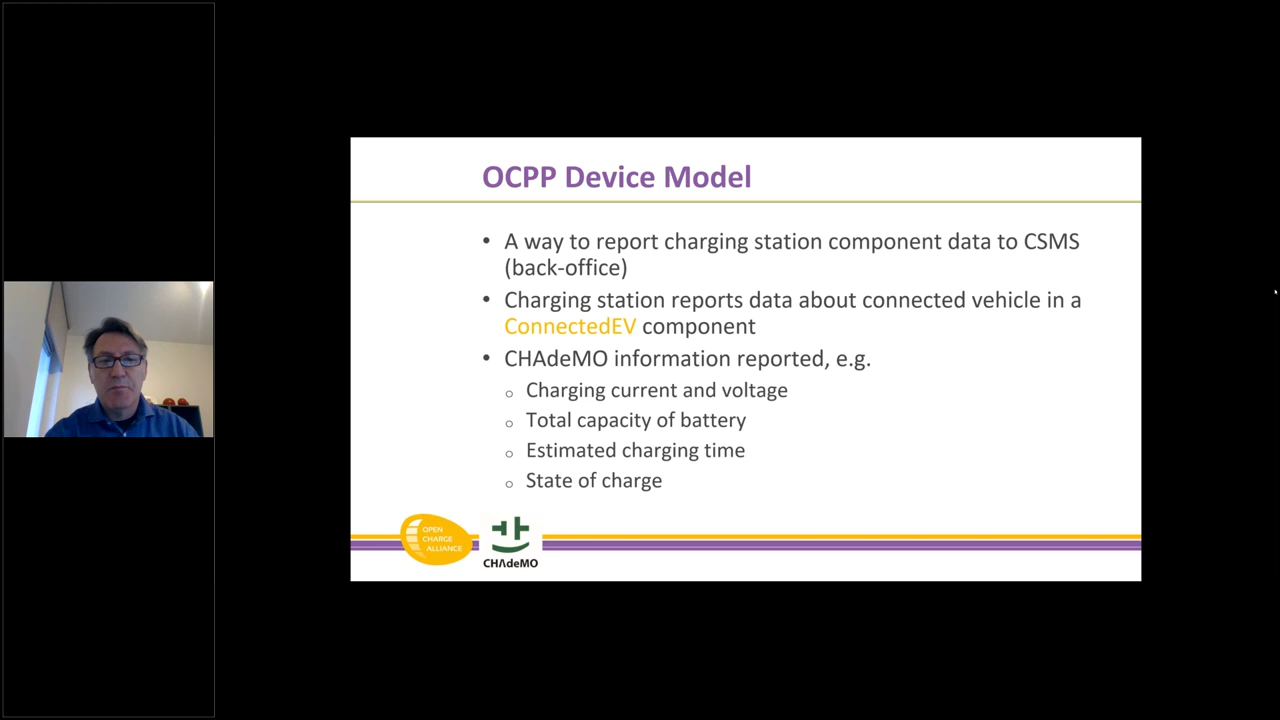 OCPP Device Model
• A way to report charging station component data to CSMS
(back-office)
• Charging station reports data about connected vehicle in a
ConnectedEV component
• CHAdeMO information reported, e.g.
o Charging current and voltage
o Total capacity of battery
o Estimated charging time
o State of charge
OPEN
CHARGE
ALLIANCE
CHAdeMO